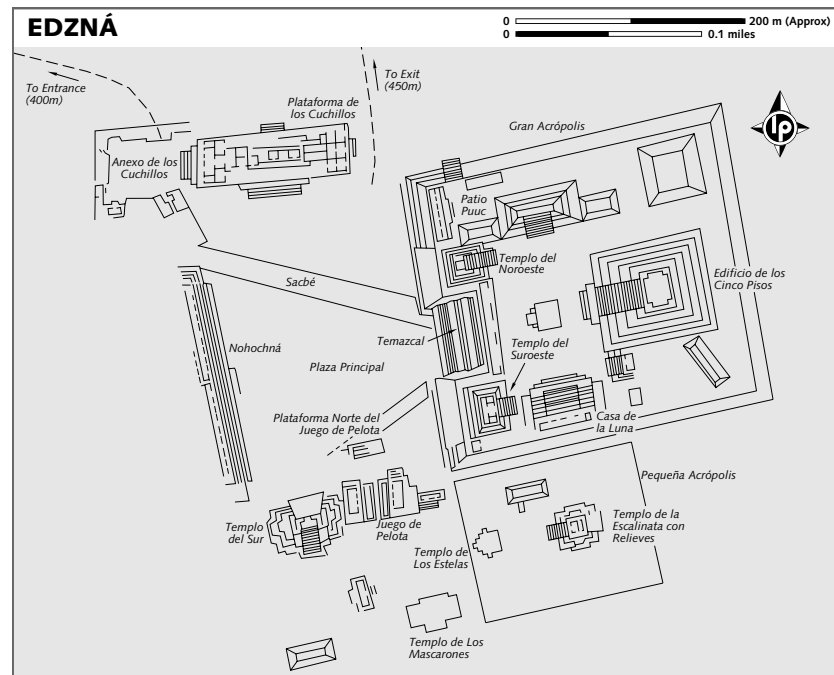 EDZNÁ
0 200 m (Approx)
0 0.1 miles
To Entrance
(400m)
To Exit
(450m)
Plataforma de
los Cuchillos
Gran Acrópolis
lp
Anexo de los
Cuchillos
Patio
Puuc
Templo del
Noroeste
Edificio de los
Cinco Pisos
Sacbé
Temazcal
Nohochná
Templo del
Suroeste
Plaza Principal
Plataforma Norte del
Juego de Pelota
Casa de
la Luna
Pequeña Acrópolis
Templo
del Sur
Juego de
Pelota
Templo de la
Escalinata con
Relieves
Templo de
Los Estelas
Templo de Los
Mascarones